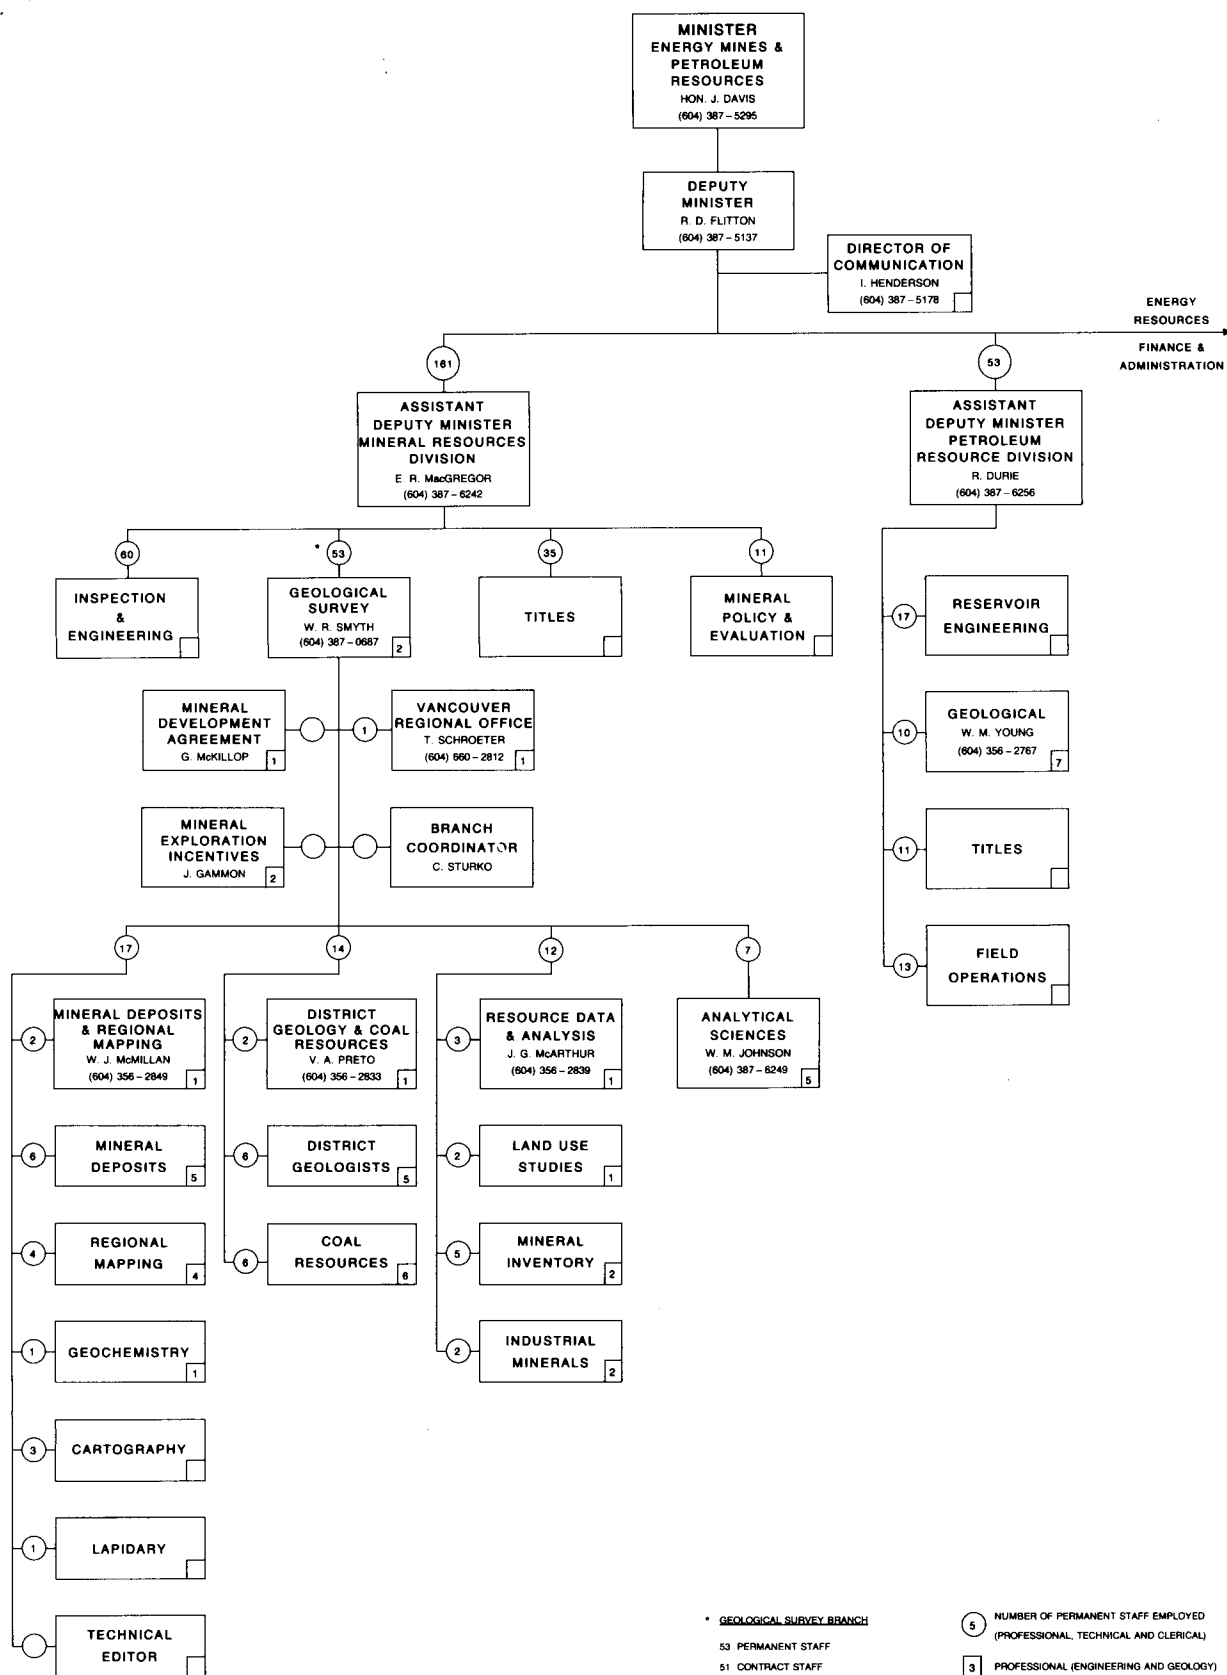 MINISTER
ENERGY MINES &
PETROLEUM
RESOURCES
HON. J. DAVIS
(604) 387-5295
DEPUTY
MINISTER
R. D. FLITTON
(604) 387-5137
DIRECTOR OF
COMMUNICATION
I. HENDERSON
(604) 387-5178
ENERGY
RESOURCES
FINANCE &
ADMINISTRATION
161
ASSISTANT
DEPUTY MINISTER
MINERAL RESOURCES
DIVISION
E. R. MacGREGOR
(604) 387-6242
53
ASSISTANT
DEPUTY MINISTER
PETROLEUM
RESOURCE DIVISION
R. DURIE
(604) 387-6256
60
INSPECTION
&
ENGINEERING
* 53
GEOLOGICAL
SURVEY
W. R. SMYTH
(604) 387-0687
2
35
TITLES
11
MINERAL
POLICY &
EVALUATION
17
RESERVOIR
ENGINEERING
10
GEOLOGICAL
W. M. YOUNG
(604) 356-2767
7
11
TITLES
13
FIELD
OPERATIONS
MINERAL
DEVELOPMENT
AGREEMENT
G. McKILLOP
1
1
VANCOUVER
REGIONAL OFFICE
T. SCHROETER
(604) 660-2812
1
MINERAL
EXPLORATION
INCENTIVES
J. GAMMON
2
BRANCH
COORDINATOR
C. STURKO
17
2
MINERAL DEPOSITS
& REGIONAL
MAPPING
W. J. McMILLAN
(604) 356-2849
1
6
MINERAL
DEPOSITS
5
4
REGIONAL
MAPPING
4
1
GEOCHEMISTRY
1
3
CARTOGRAPHY
1
LAPIDARY
TECHNICAL
EDITOR
14
2
DISTRICT
GEOLOGY & COAL
RESOURCES
V. A. PRETO
(604) 356-2833
1
6
DISTRICT
GEOLOGISTS
5
6
COAL
RESOURCES
6
12
3
RESOURCE DATA
& ANALYSIS
J. G. McARTHUR
(604) 356-2839
1
2
LAND USE
STUDIES
1
5
MINERAL
INVENTORY
2
2
INDUSTRIAL
MINERALS
2
7
ANALYTICAL
SCIENCES
W. M. JOHNSON
(604) 387-6249
5
* GEOLOGICAL SURVEY BRANCH
53 PERMANENT STAFF
51 CONTRACT STAFF
5
NUMBER OF PERMANENT STAFF EMPLOYED
(PROFESSIONAL, TECHNICAL AND CLERICAL)
3
PROFESSIONAL (ENGINEERING AND GEOLOGY)